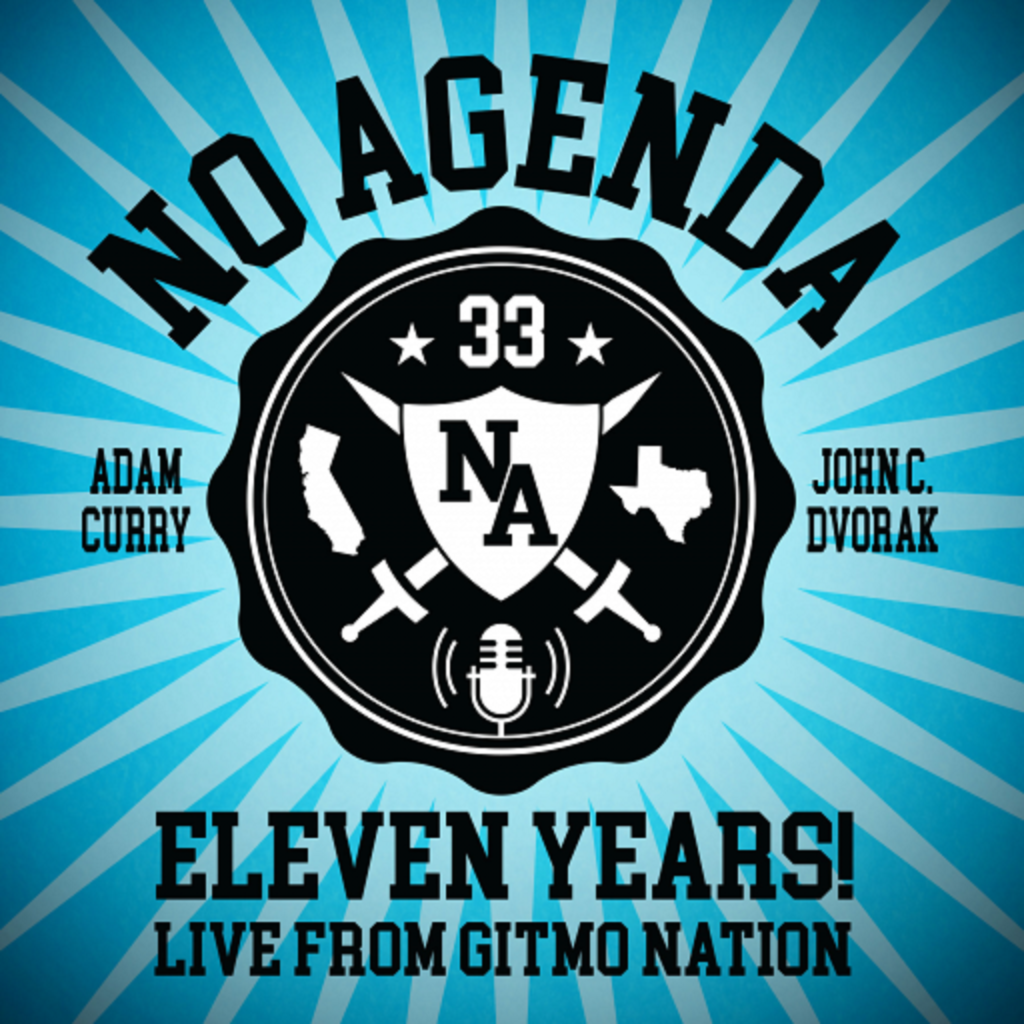 NO AGENDA
33
NA
ADAM
CURRY
JOHN C.
DVORAK
ELEVEN YEARS!
LIVE FROM GITMO NATION